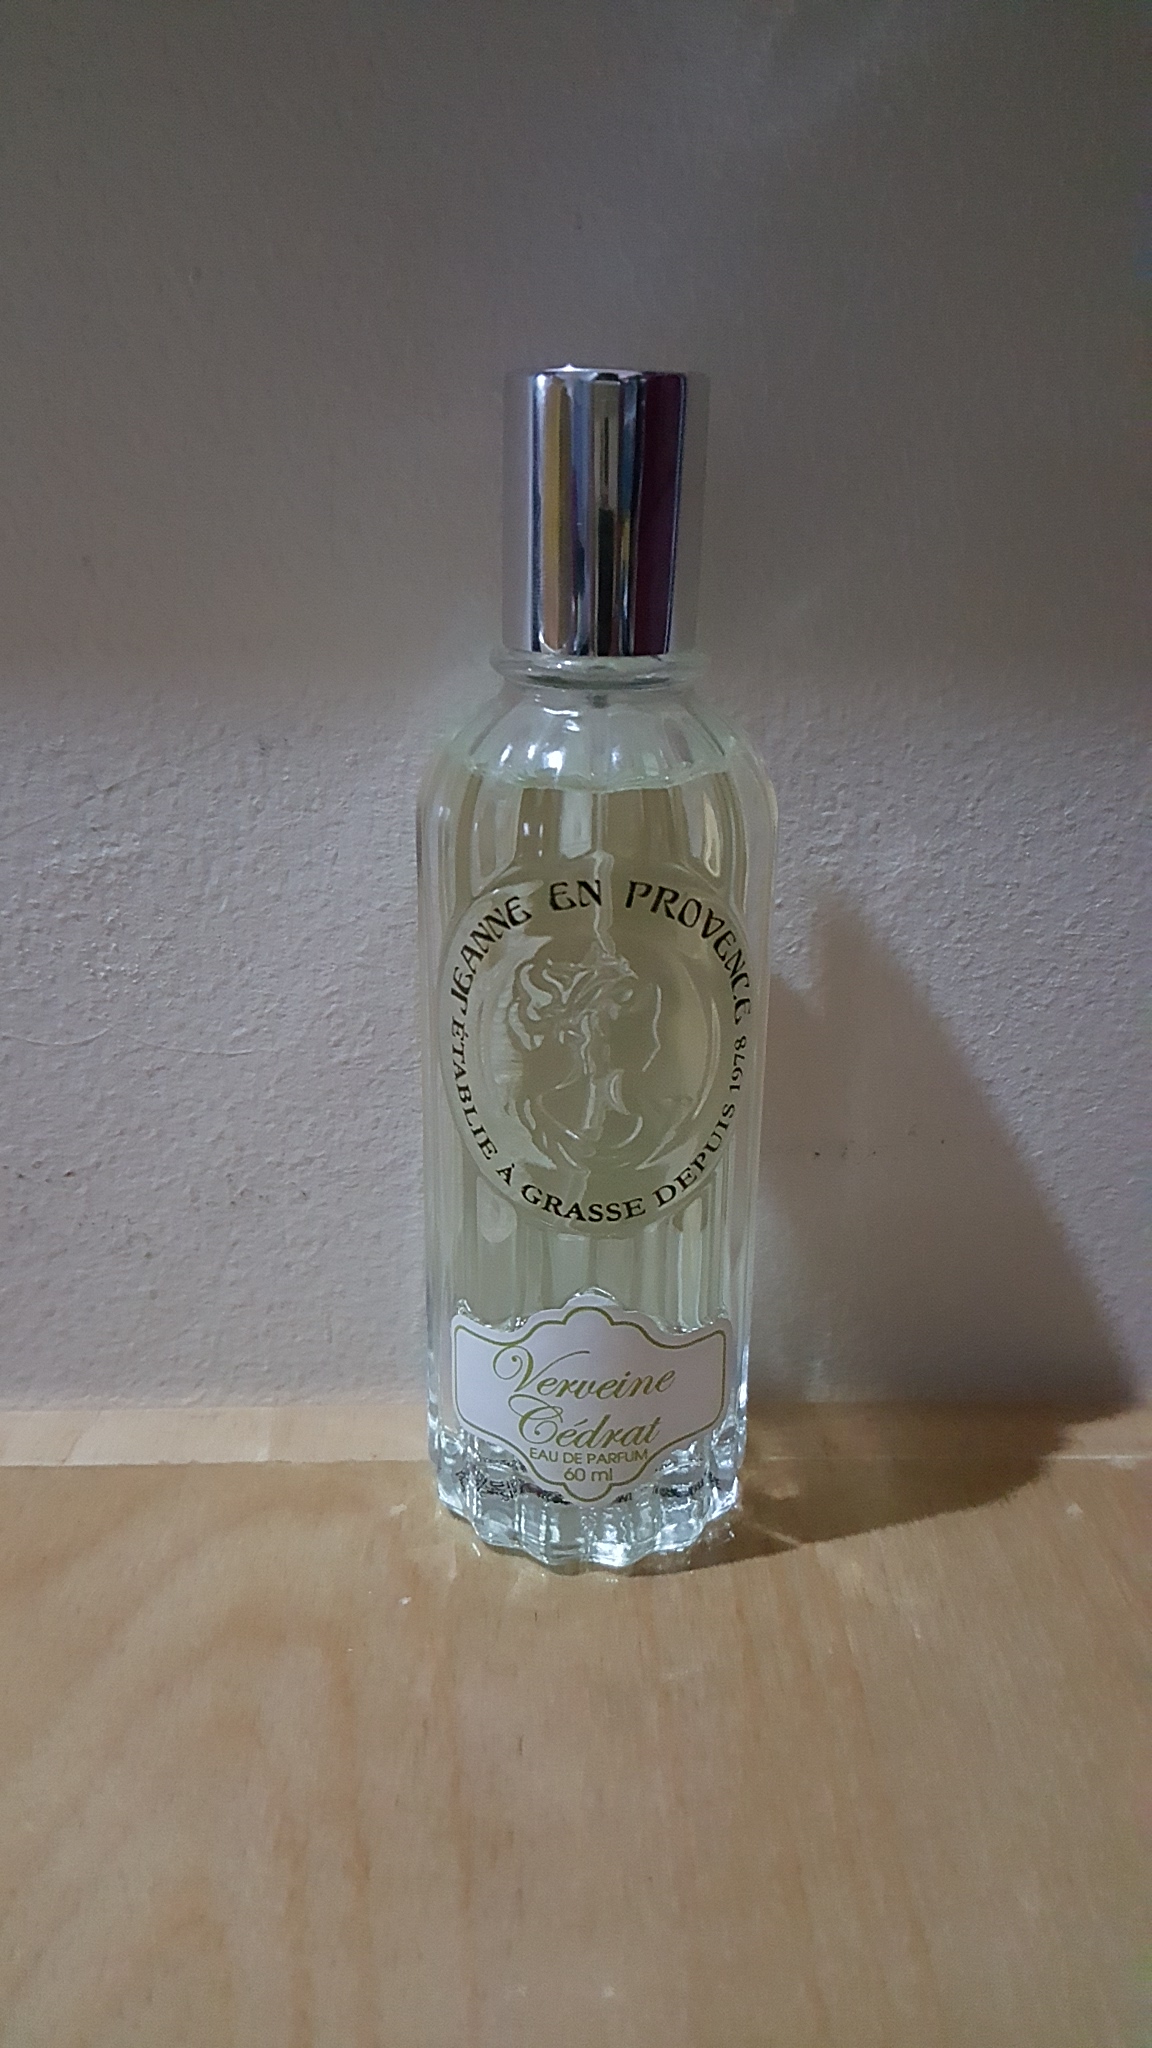 JEANNE EN PROVENCE
ÉTABLIE À GRASSE DEPUIS 1978
Verveine
Cédrat
EAU DE PARFUM
60 ml